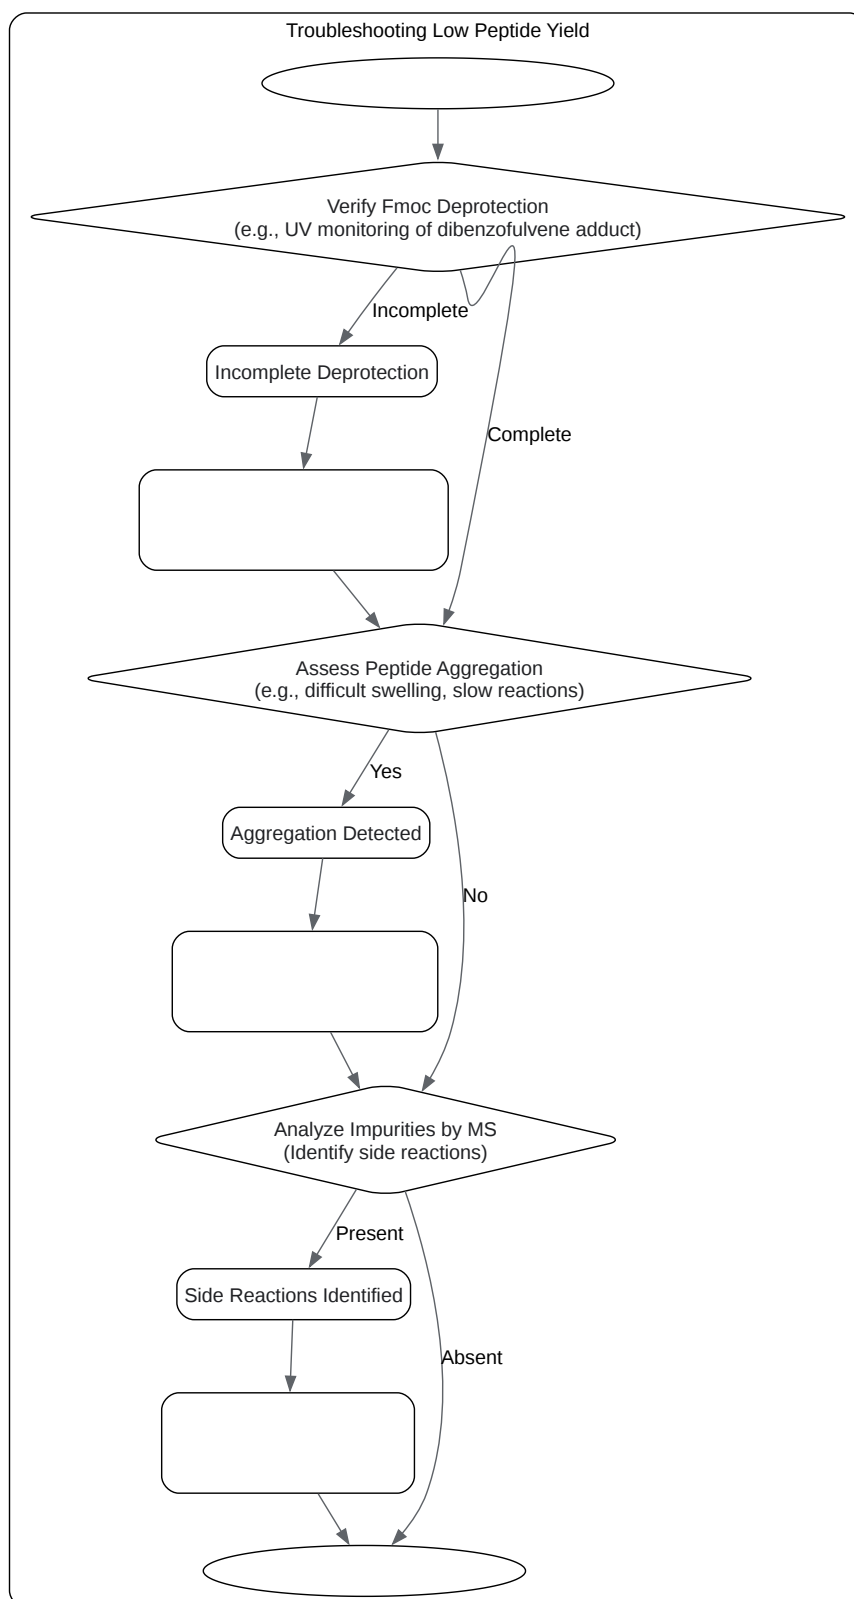 Troubleshooting Low Peptide Yield
Verify Fmoc Deprotection
(e.g., UV monitoring of dibenzofulvene adduct)
Incomplete
Incomplete Deprotection
Complete
Assess Peptide Aggregation
(e.g., difficult swelling, slow reactions)
Yes
Aggregation Detected
No
Analyze Impurities by MS
(Identify side reactions)
Present
Side Reactions Identified
Absent